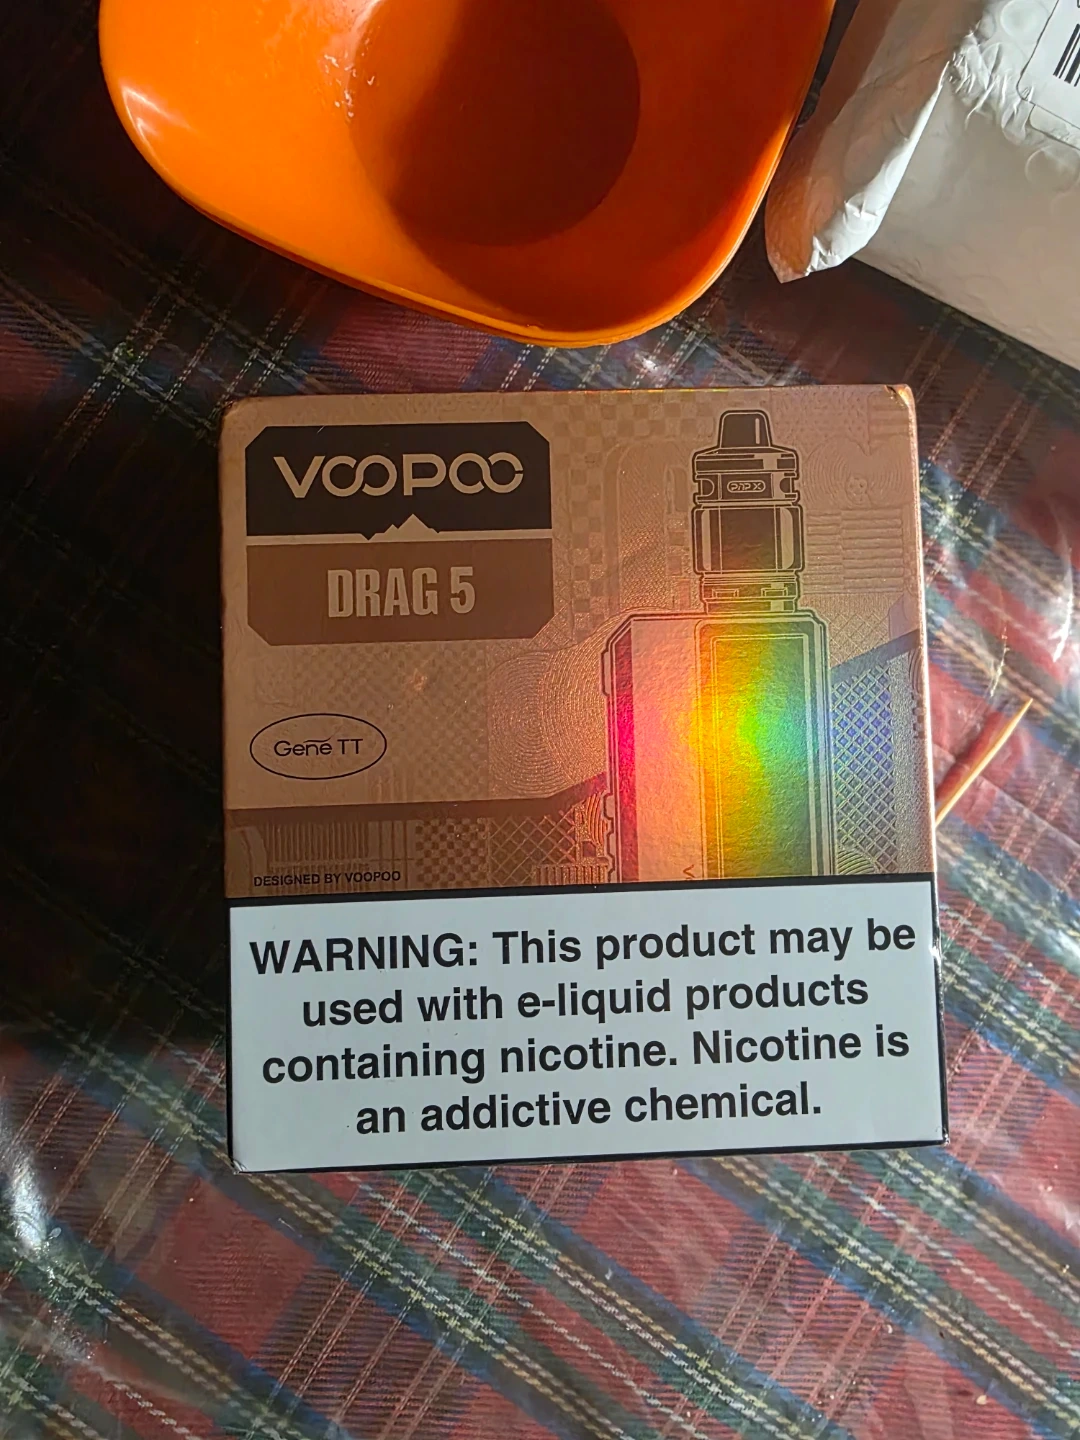 VOOPOO
DRAG 5
PnP X
Gene TT
DESIGNED BY VOOPOO
WARNING: This product may be
used with e-liquid products
containing nicotine. Nicotine is
an addictive chemical.